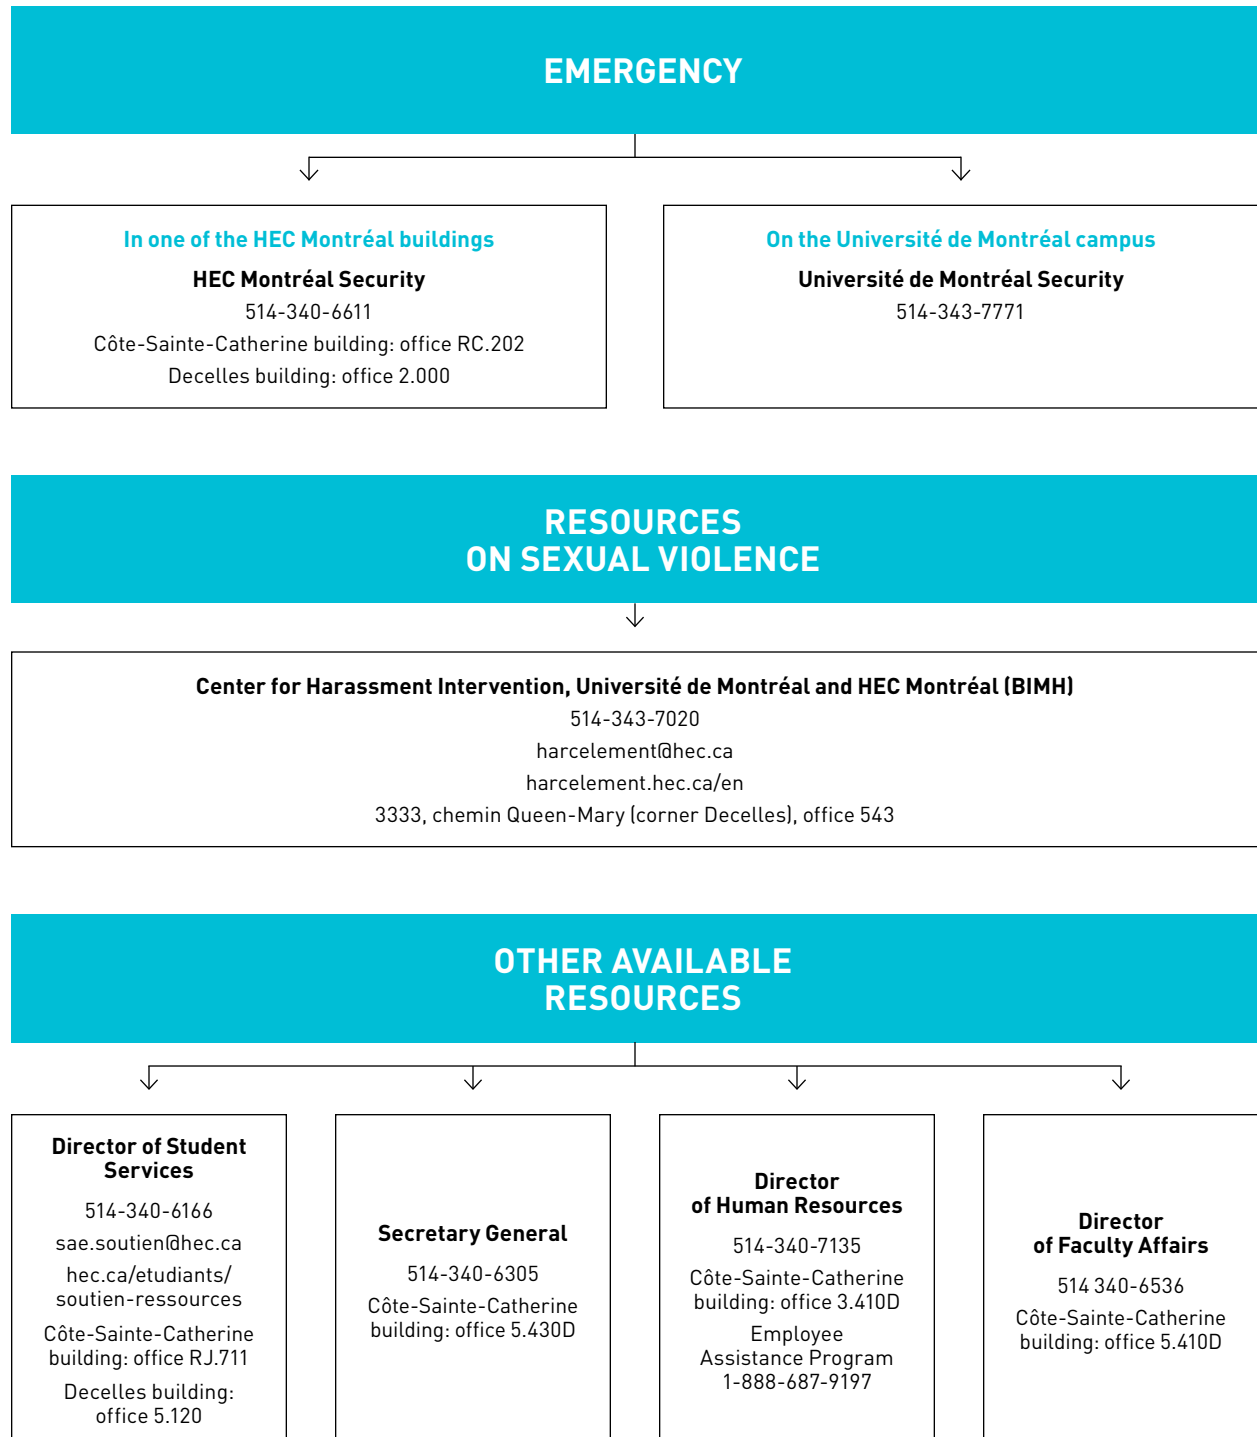 EMERGENCY
In one of the HEC Montréal buildings
HEC Montréal Security
514-340-6611
Côte-Sainte-Catherine building: office RC.202
Decelles building: office 2.000
On the Université de Montréal campus
Université de Montréal Security
514-343-7771
RESOURCES
ON SEXUAL VIOLENCE
Center for Harassment Intervention, Université de Montréal and HEC Montréal (BIMH)
514-343-7020
harcelement@hec.ca
harcelement.hec.ca/en
3333, chemin Queen-Mary (corner Decelles), office 543
OTHER AVAILABLE
RESOURCES
Director of Student
Services
514-340-6166
sae.soutien@hec.ca
hec.ca/etudiants/
soutien-ressources
Côte-Sainte-Catherine
building: office RJ.711
Decelles building:
office 5.120
Secretary General
514-340-6305
Côte-Sainte-Catherine
building: office 5.430D
Director
of Human Resources
514-340-7135
Côte-Sainte-Catherine
building: office 3.410D
Employee
Assistance Program
1-888-687-9197
Director
of Faculty Affairs
514 340-6536
Côte-Sainte-Catherine
building: office 5.410D